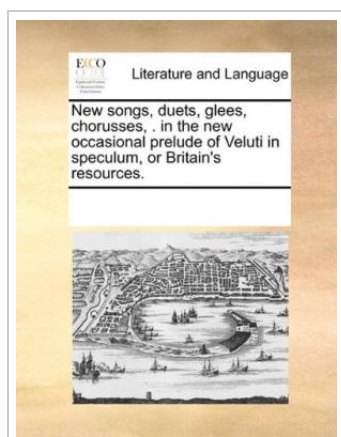 ECCO
Literature and Language
New songs, duets, glees,
chorusses, . in the new
occasional prelude of Veluti in
speculum, or Britain's
resources.